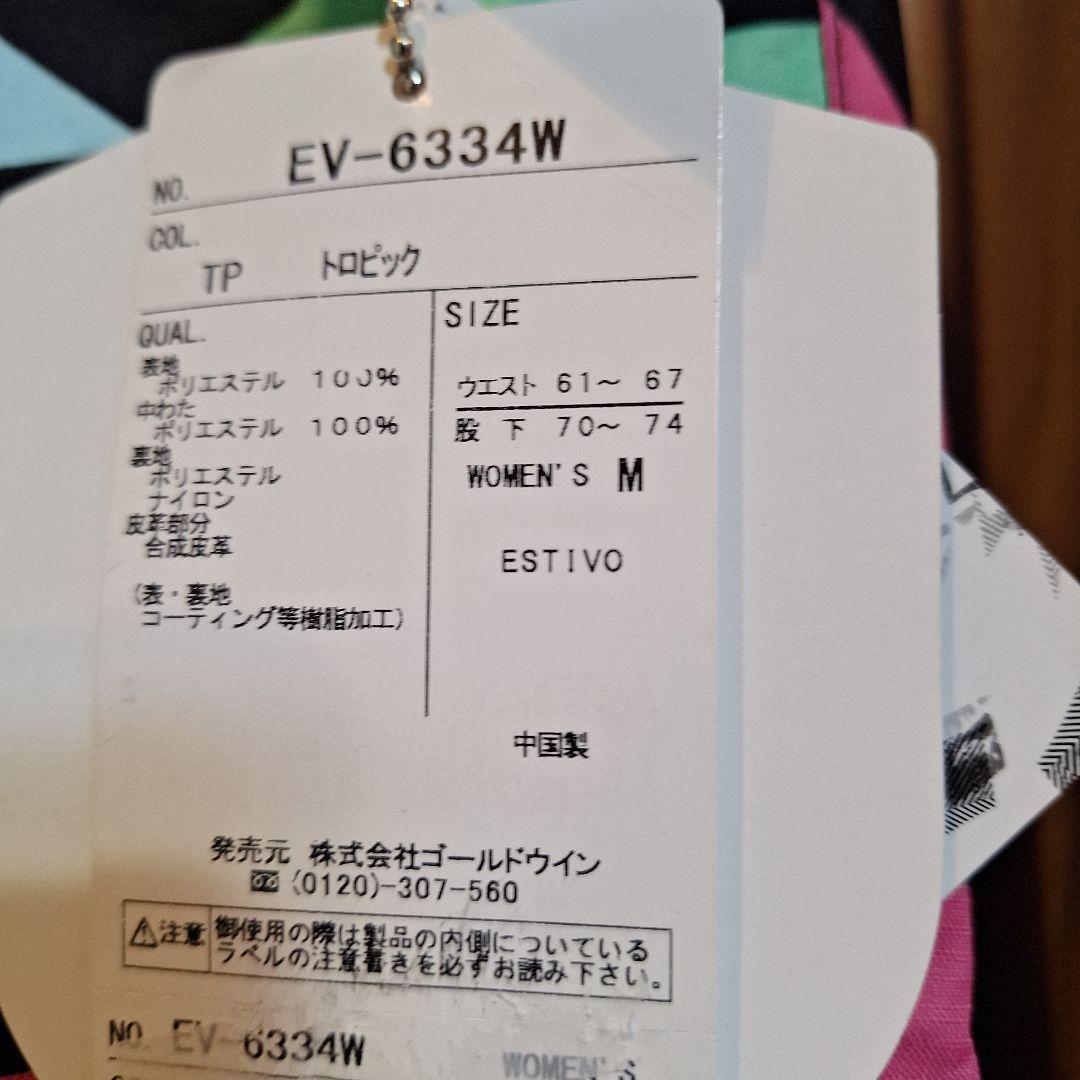 NO. EV-6334W
COL.
TP トロピック
QUAL.
表地
ポリエステル 100%
中わた
ポリエステル 100%
裏地
ポリエステル
ナイロン
皮革部分
合成皮革
(表・裏地
コーティング等樹脂加工)
SIZE
ウエスト 61～ 67
股 下 70～ 74
WOMEN'S M
ESTIVO
中国製
発売元 株式会社ゴールドウイン
(0120)-307-560
注意 御使用の際は製品の内側についている
ラベルの注意書きを必ずお読み下さい。
NO. EV-6334W
WOMEN'S